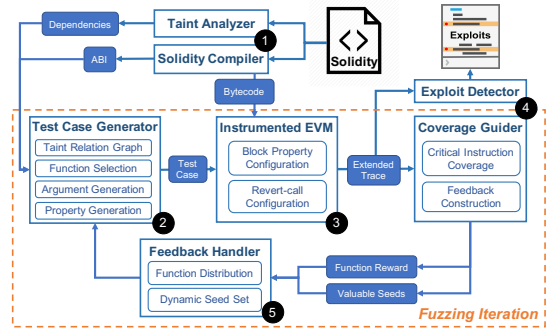 Dependencies
Taint Analyzer
1
ABI
Solidity Compiler
<>
Solidity
Exploits
Bytecode
Exploit Detector
4
Test Case Generator
Taint Relation Graph
Function Selection
Argument Generation
Property Generation
2
Test
Case
Instrumented EVM
Block Property
Configuration
Revert-call
Configuration
3
Extended
Trace
Coverage Guider
Critical Instruction
Coverage
Feedback
Construction
Feedback Handler
Function Distribution
Dynamic Seed Set
5
Function Reward
Valuable Seeds
Fuzzing Iteration